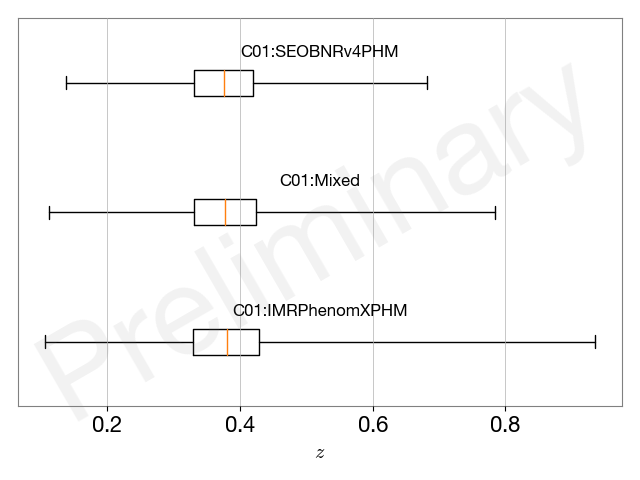 C01:SEOBNRv4PHM
C01:Mixed
C01:IMRPhenomXPHM
Preliminary
0.2 0.4 0.6 0.8
z